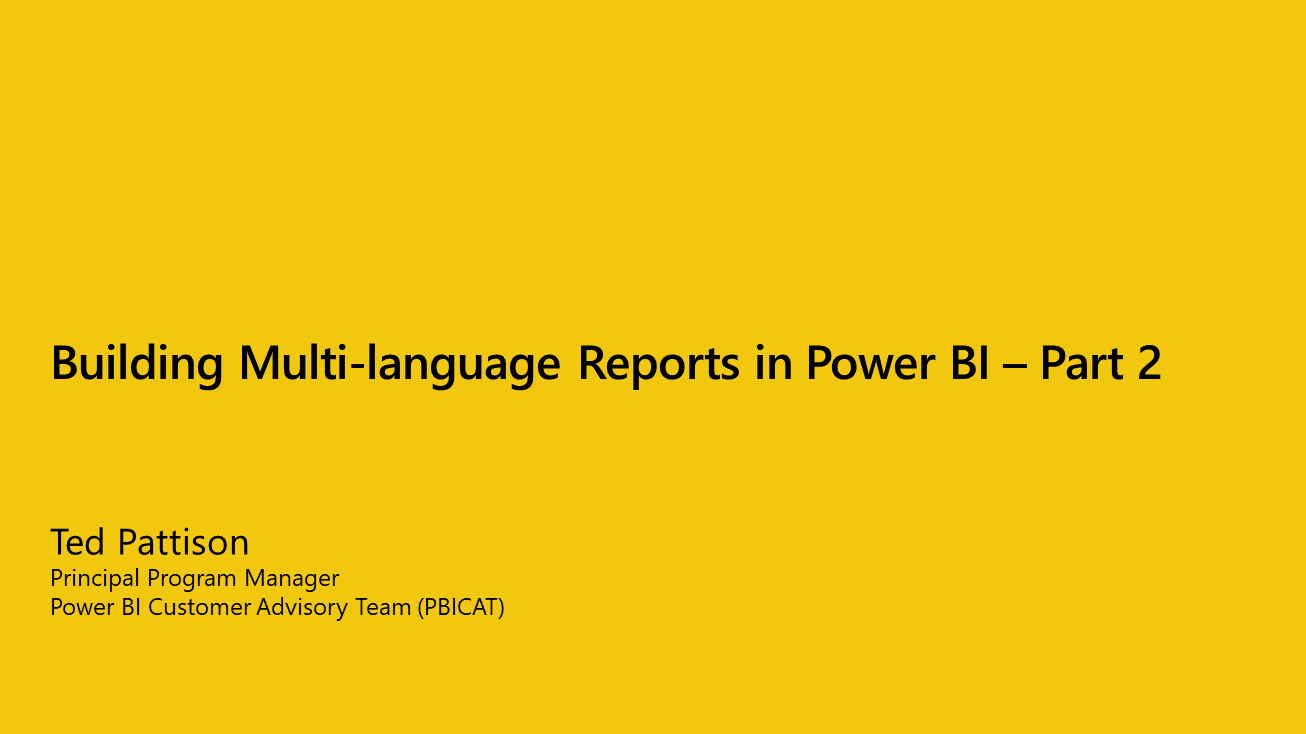 Building Multi-language Reports in Power BI – Part 2
Ted Pattison
Principal Program Manager
Power BI Customer Advisory Team (PBICAT)